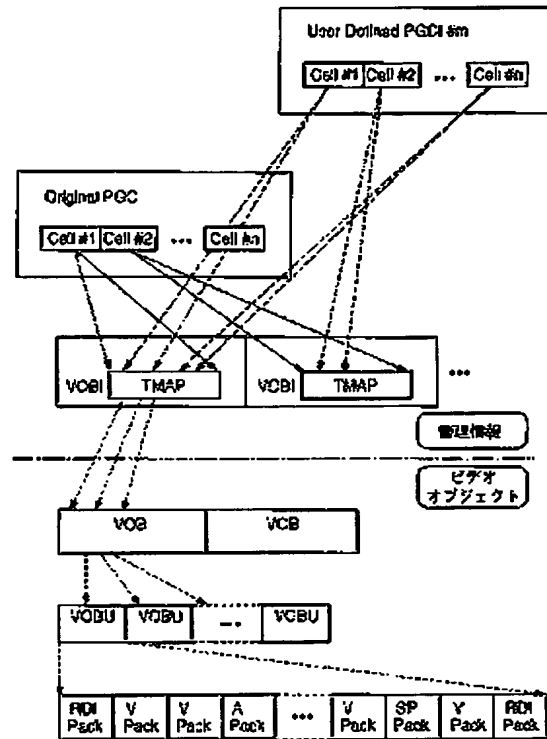 User Defined PGCI #m
Cell #1 Cell #2 ••• Cell #n
Original PGC
Cell #1 Cell #2 ••• Cell #n
VOBI TMAP VOBI TMAP •••
管理情報
ビデオ
オブジェクト
VOB VOB
VOBU VOBU ••• VOBU
RDI Pack V Pack V Pack A Pack ••• V Pack SP Pack V Pack RDI Pack